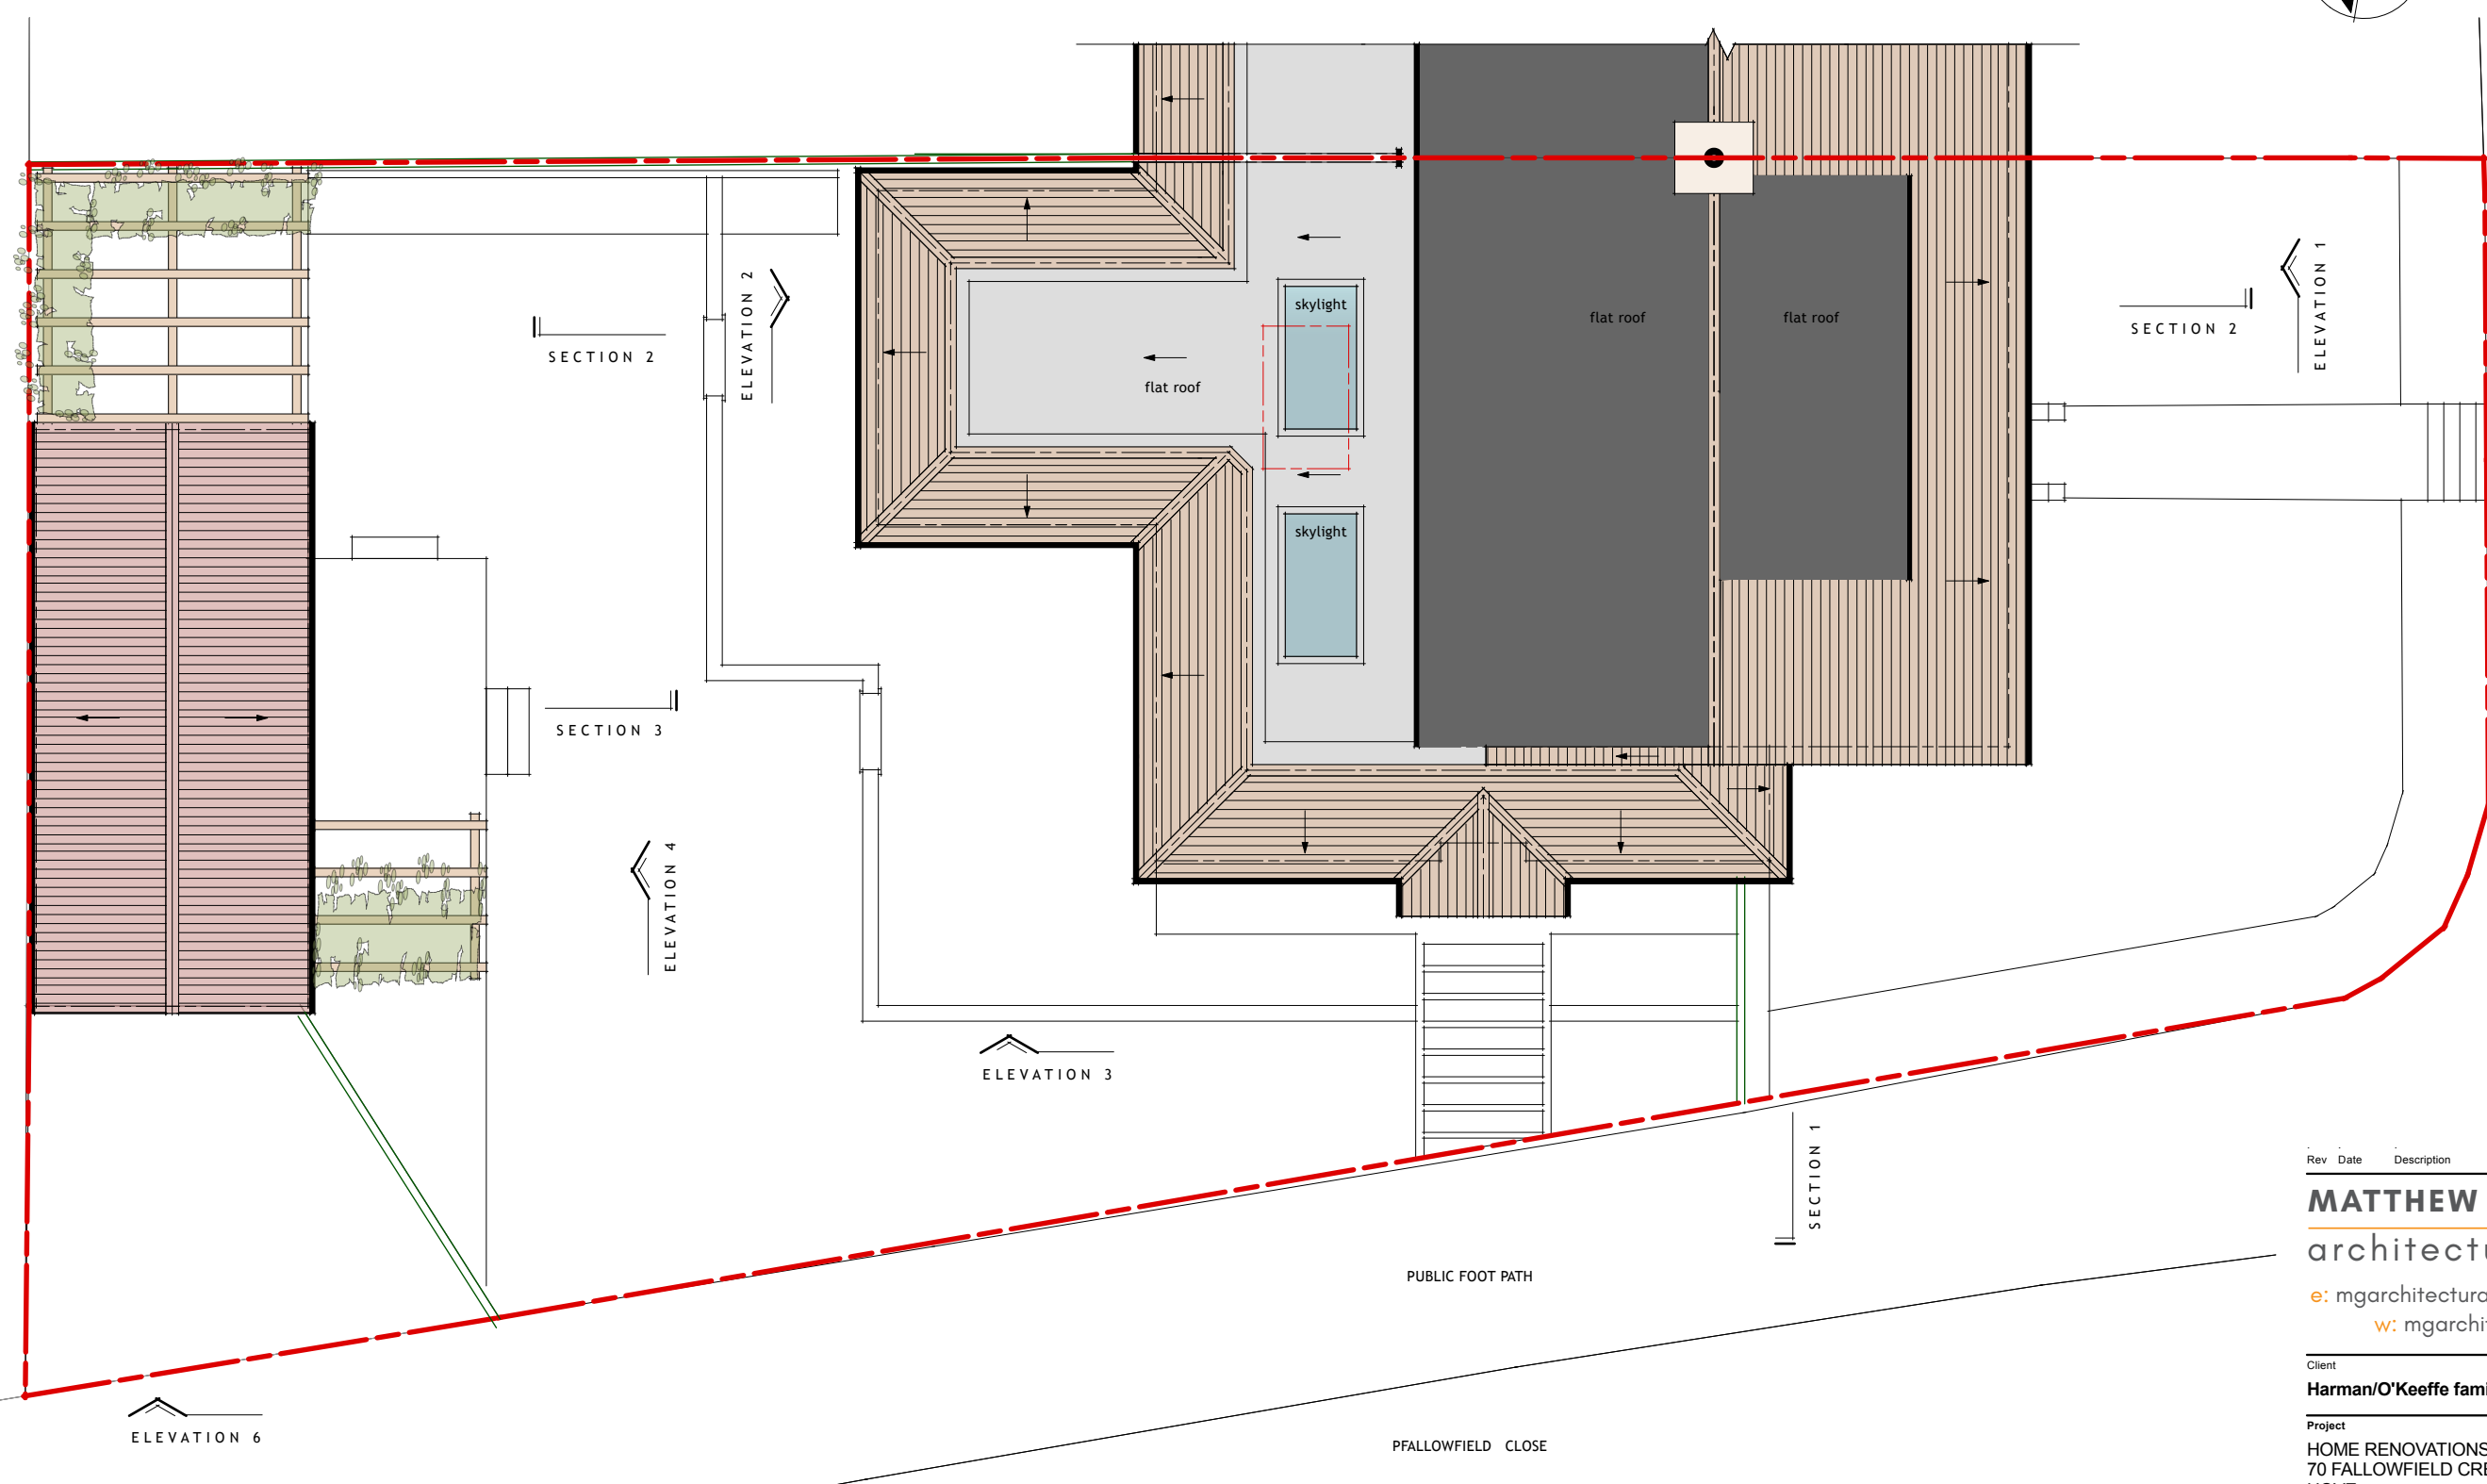 skylight
flat roof
flat roof
flat roof
skylight
ELEVATION 2
SECTION 2
ELEVATION 1
SECTION 2
SECTION 3
ELEVATION 4
ELEVATION 3
SECTION 1
PUBLIC FOOT PATH
PFALLOWFIELD CLOSE
ELEVATION 6
Rev Date Description
MATTHEW
architectu
e: mgarchitectura
w: mgarchi
Client
Harman/O'Keeffe fami
Project
HOME RENOVATIONS
70 FALLOWFIELD CRE